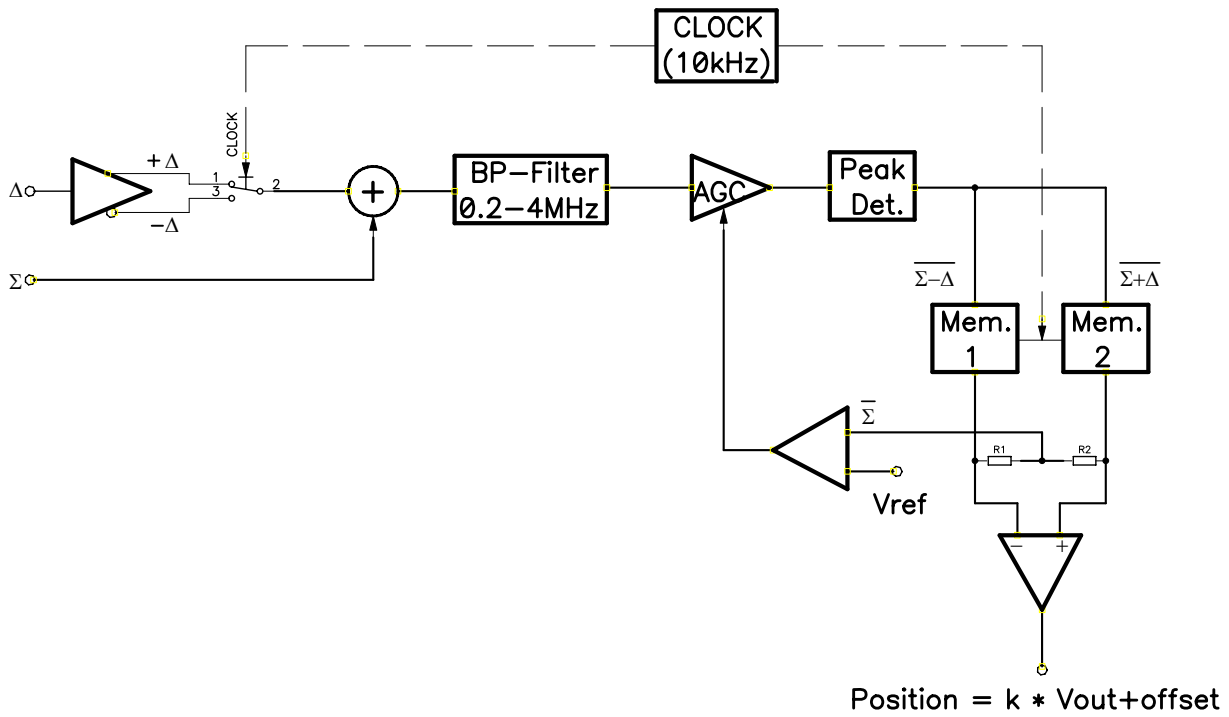 CLOCK
(10kHz)
CLOCK
+Δ
Δ
1
3
2
−Δ
Σ
+
BP−Filter
0.2−4MHz
AGC
Peak
Det.
Σ−Δ
Σ+Δ
Mem.
1
Mem.
2
Σ
R1
R2
Vref
−
+
Position = k * Vout+offset